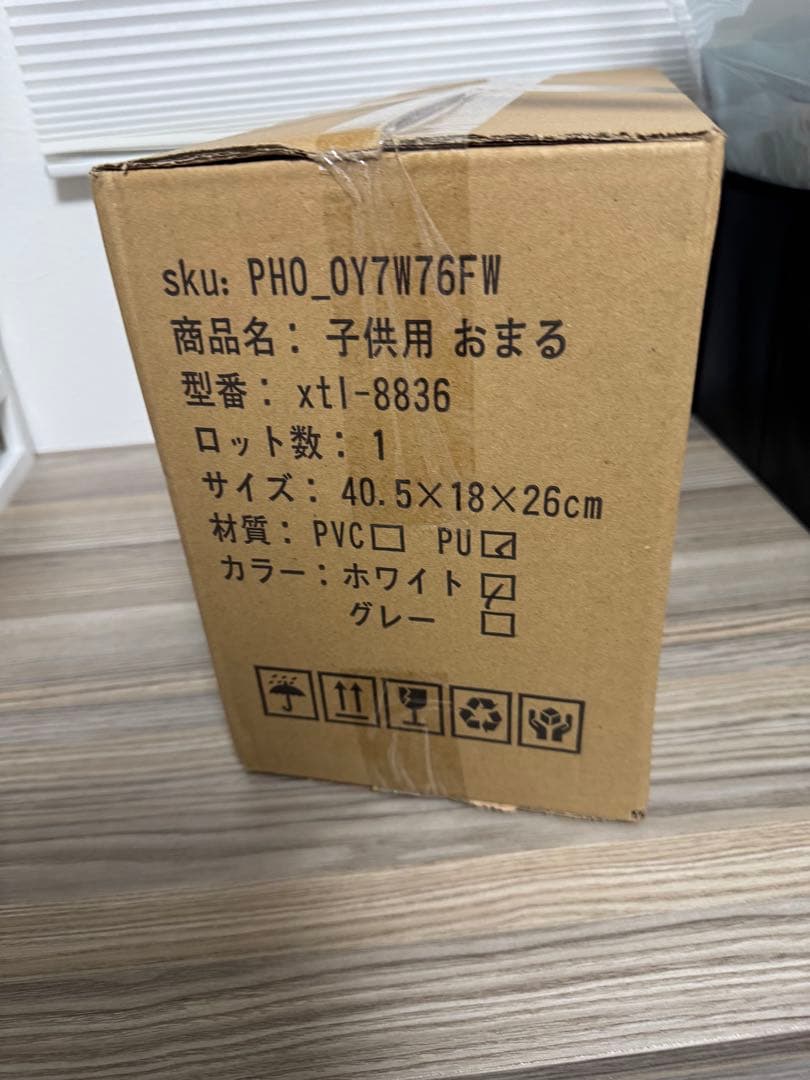 sku: PHO_OY7W76FW
商品名： 子供用 おまる
型番： xtl-8836
ロット数： 1
サイズ： 40.5×18×26cm
材質： PVC☐ PU☑
カラー：ホワイト☑
グレー ☐